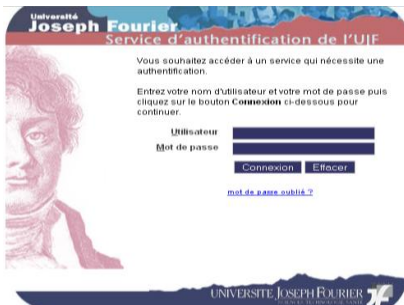 Université
Joseph Fourier
Service d'authentification de l'UJF
Vous souhaitez accéder à un service qui nécessite une
authentification.
Entrez votre nom d'utilisateur et votre mot de passe puis
cliquez sur le bouton Connexion ci-dessous pour
continuer.
Utilisateur
Mot de passe
Connexion Effacer
mot de passe oublié ?
UNIVERSITE JOSEPH FOURIER